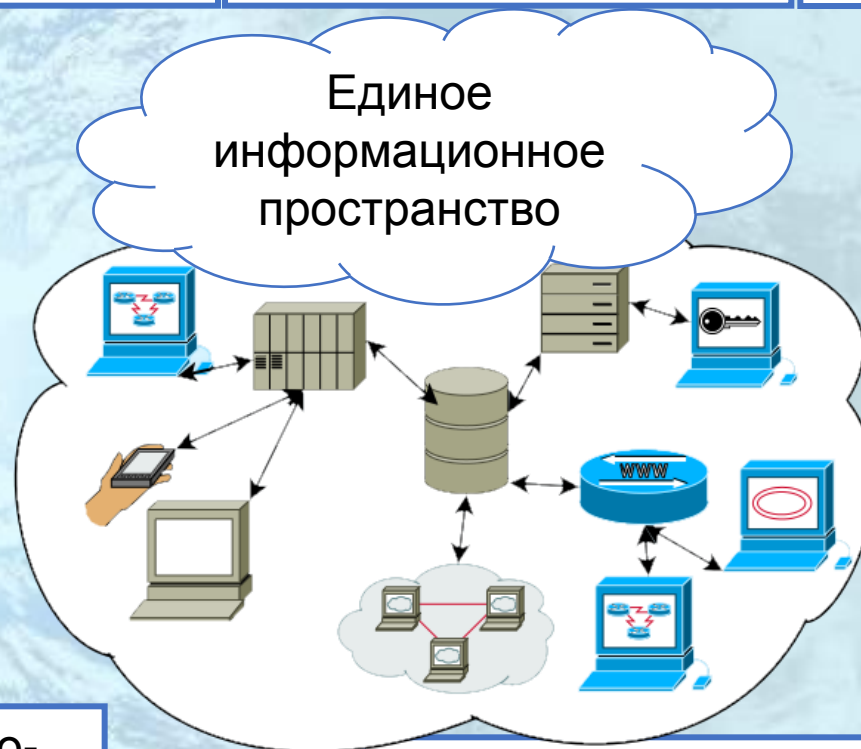 Единое
информационное
пространство
WWW
о-